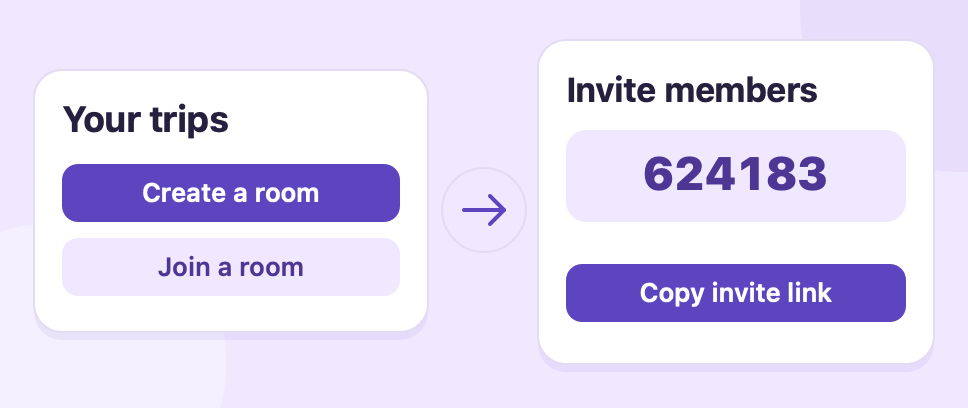 Your trips
Create a room
Join a room
Invite members
624183
Copy invite link